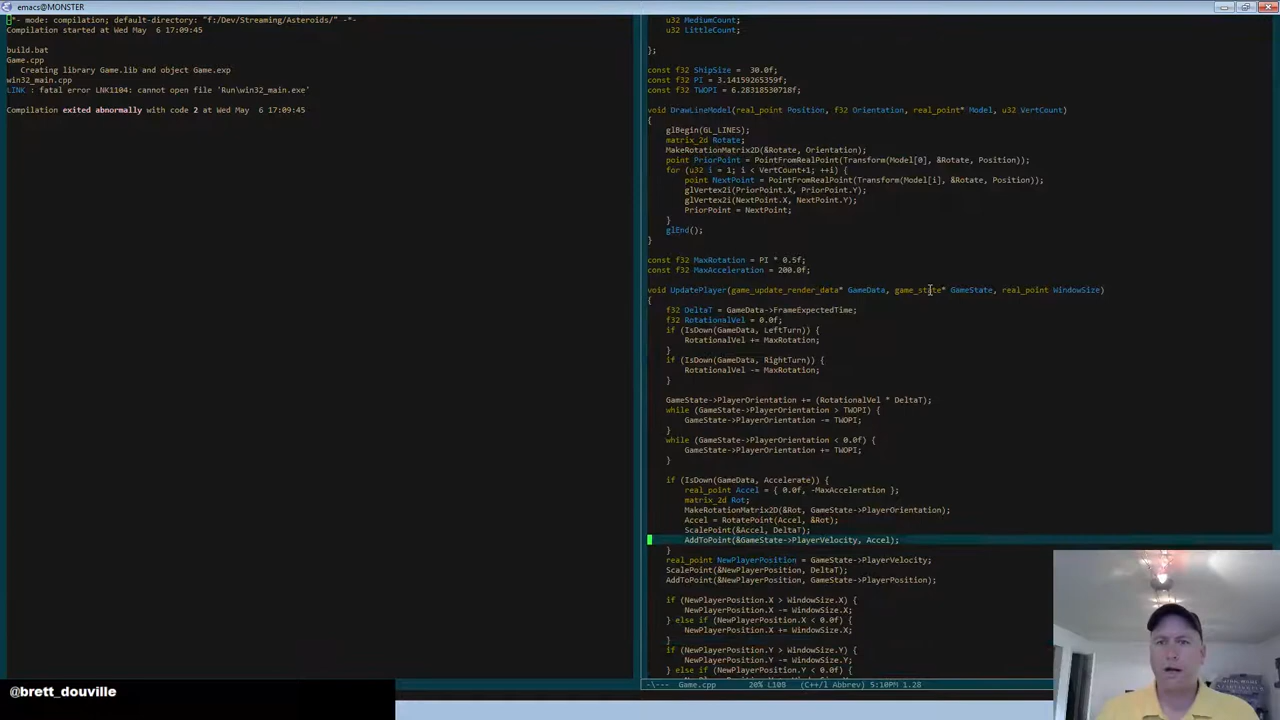 emacs@MONSTER
-*- mode: compilation; default-directory: "f:/Dev/Streaming/Asteroids/" -*-
Compilation started at Wed May  6 17:09:45
build.bat
Game.cpp
   Creating library Game.lib and object Game.exp
win32_main.cpp
LINK : fatal error LNK1104: cannot open file 'Run\win32_main.exe'
Compilation exited abnormally with code 2 at Wed May  6 17:09:45
    u32 MediumCount;
    u32 LittleCount;
};
const f32 ShipSize =  30.0f;
const f32 PI = 3.14159265359f;
const f32 TWOPI = 6.28318530718f;
void DrawLineModel(real_point Position, f32 Orientation, real_point* Model, u32 VertCount)
{
    glBegin(GL_LINES);
    matrix_2d Rotate;
    MakeRotationMatrix2D(&Rotate, Orientation);
    point PriorPoint = PointFromRealPoint(Transform(Model[0], &Rotate, Position));
    for (u32 i = 1; i < VertCount+1; ++i) {
        point NextPoint = PointFromRealPoint(Transform(Model[i], &Rotate, Position));
        glVertex2i(PriorPoint.X, PriorPoint.Y);
        glVertex2i(NextPoint.X, NextPoint.Y);
        PriorPoint = NextPoint;
    }
    glEnd();
}
const f32 MaxRotation = PI * 0.5f;
const f32 MaxAcceleration = 200.0f;
void UpdatePlayer(game_update_render_data* GameData, game_state* GameState, real_point WindowSize)
{
    f32 DeltaT = GameData->FrameExpectedTime;
    f32 RotationalVel = 0.0f;
    if (IsDown(GameData, LeftTurn)) {
        RotationalVel += MaxRotation;
    }
    if (IsDown(GameData, RightTurn)) {
        RotationalVel -= MaxRotation;
    }
    GameState->PlayerOrientation += (RotationalVel * DeltaT);
    while (GameState->PlayerOrientation > TWOPI) {
        GameState->PlayerOrientation -= TWOPI;
    }
    while (GameState->PlayerOrientation < 0.0f) {
        GameState->PlayerOrientation += TWOPI;
    }
    if (IsDown(GameData, Accelerate)) {
        real_point Accel = { 0.0f, -MaxAcceleration };
        matrix_2d Rot;
        MakeRotationMatrix2D(&Rot, GameState->PlayerOrientation);
        Accel = RotatePoint(Accel, &Rot);
        ScalePoint(&Accel, DeltaT);
        AddToPoint(&GameState->PlayerVelocity, Accel);
    }
    real_point NewPlayerPosition = GameState->PlayerVelocity;
    ScalePoint(&NewPlayerPosition, DeltaT);
    AddToPoint(&NewPlayerPosition, GameState->PlayerPosition);
    if (NewPlayerPosition.X > WindowSize.X) {
        NewPlayerPosition.X -= WindowSize.X;
    } else if (NewPlayerPosition.X < 0.0f) {
        NewPlayerPosition.X += WindowSize.X;
    }
    if (NewPlayerPosition.Y > WindowSize.Y) {
        NewPlayerPosition.Y -= WindowSize.Y;
    } else if (NewPlayerPosition.Y < 0.0f) {
-\---  Game.cpp       20% L108   (C++/l Abbrev) 5:10PM 1.28
@brett_douville